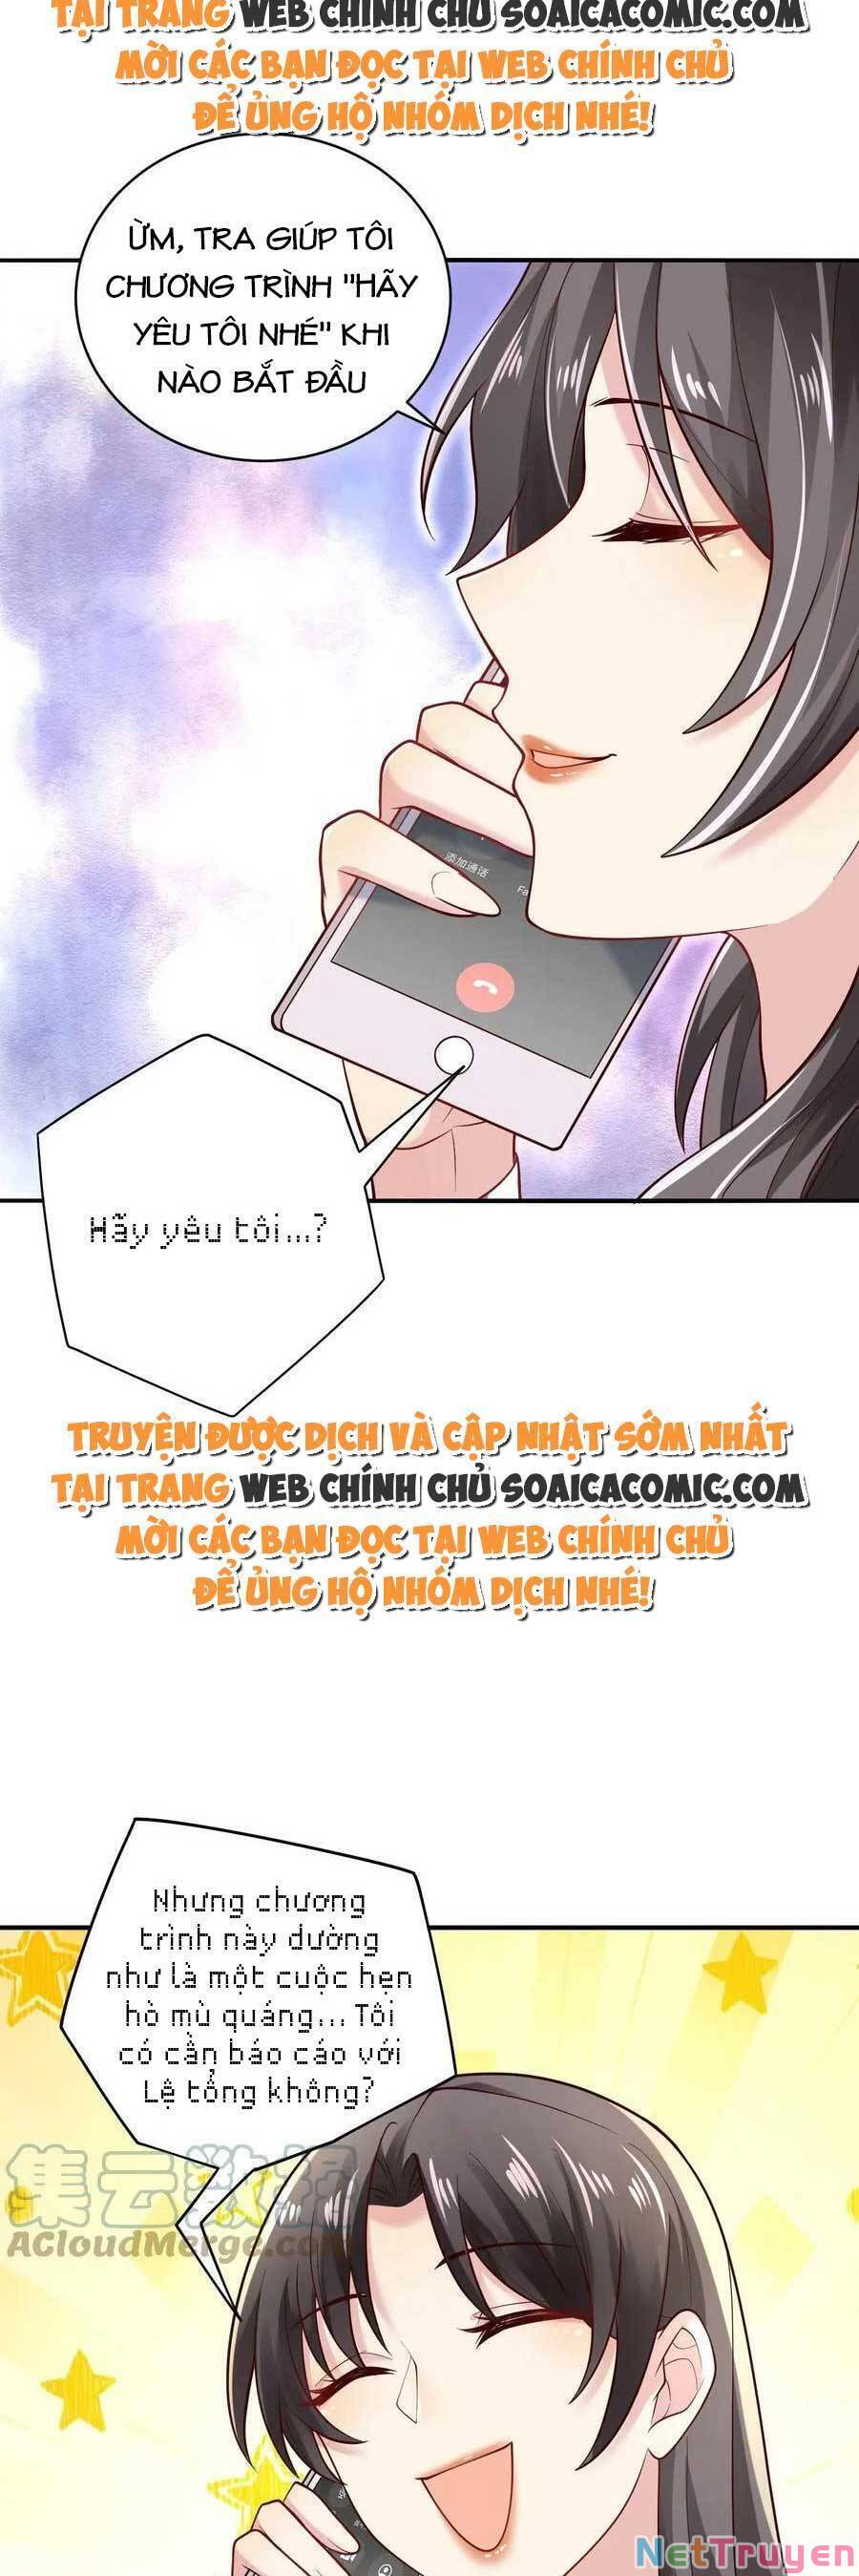 TẠI TRANG WEB CHÍNH CHỦ SOAICACOMIC.COM
MỜI CÁC BẠN ĐỌC TẠI WEB CHÍNH CHỦ
ĐỂ ỦNG HỘ NHÓM DỊCH NHÉ!
ỪM, TRA GIÚP TÔI
CHƯƠNG TRÌNH "HÃY
YÊU TÔI NHÉ" KHI
NÀO BẮT ĐẦU
添加通话
Fa
Hãy yêu tôi...?
TRUYỆN ĐƯỢC DỊCH VÀ CẬP NHẬT SỚM NHẤT
TẠI TRANG WEB CHÍNH CHỦ SOAICACOMIC.COM
MỜI CÁC BẠN ĐỌC TẠI WEB CHÍNH CHỦ
ĐỂ ỦNG HỘ NHÓM DỊCH NHÉ!
Nhưng chương
trình này dường
như là một cuộc hẹn
hò mù quáng... Tôi
có cần báo cáo với
Lệ tổng không?
集云数据
ACloudMerge.com
NetTruyen